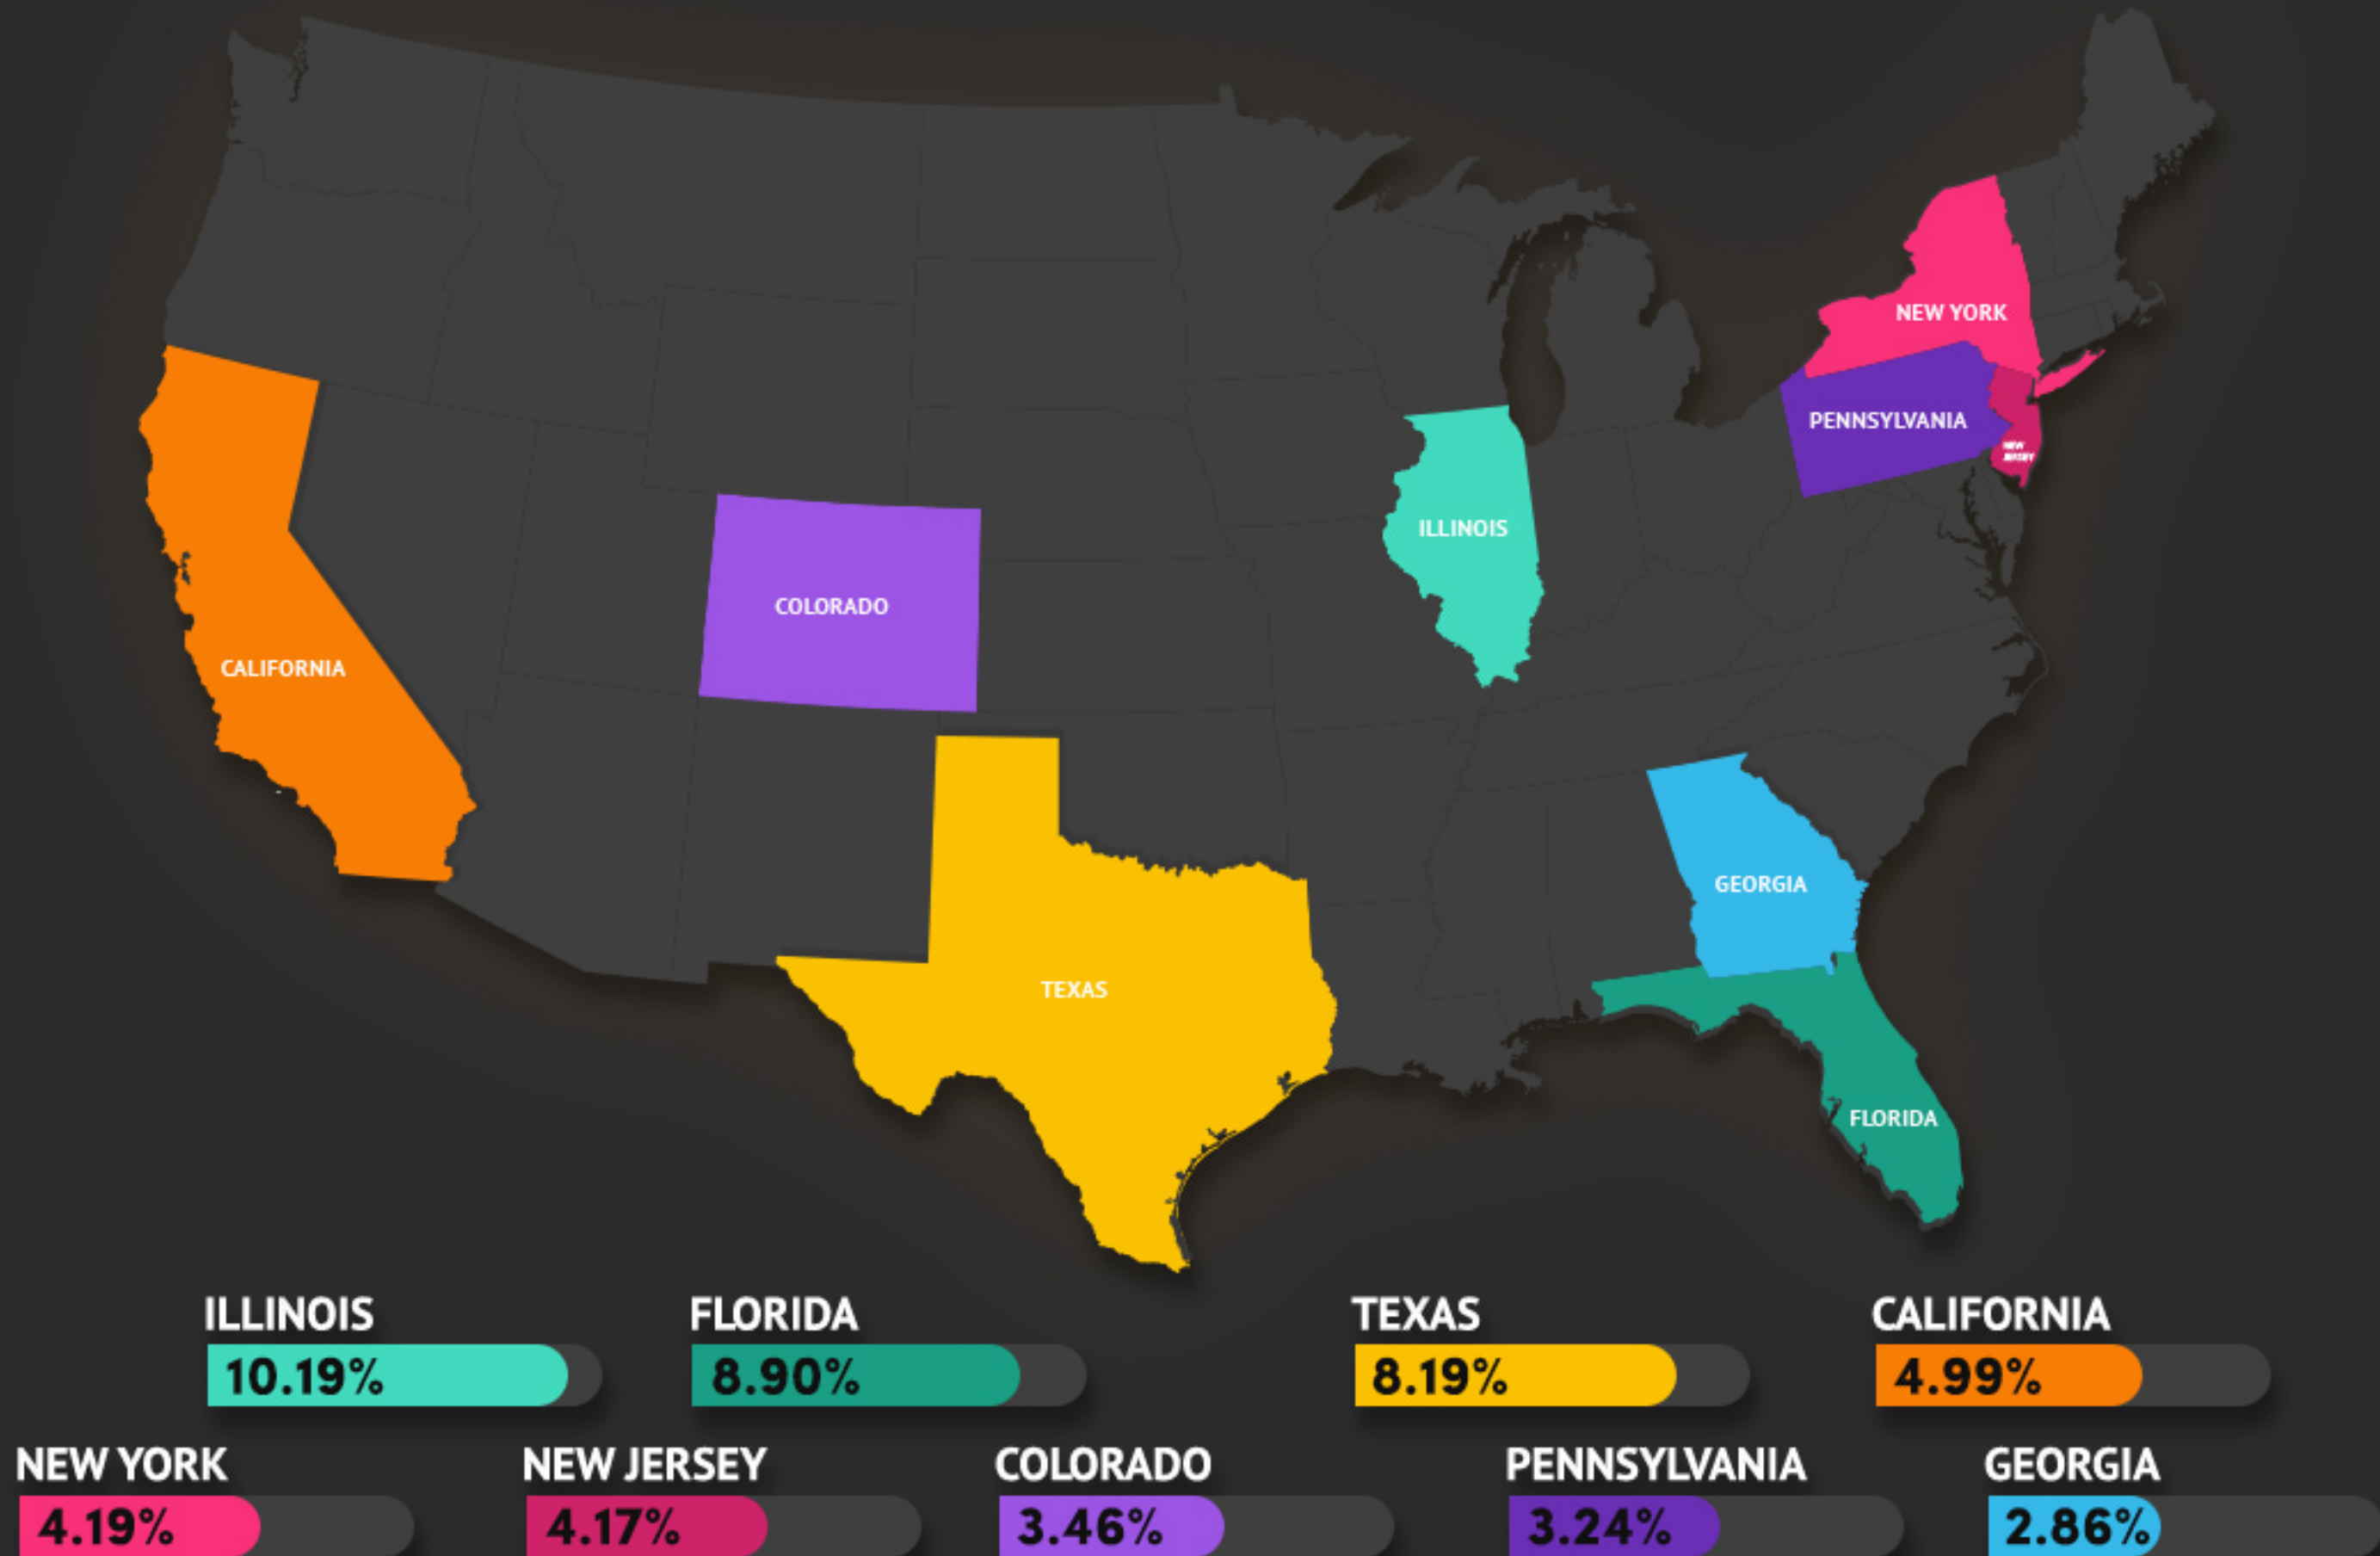 NEW YORK
PENNSYLVANIA
NEW
JERSEY
ILLINOIS
COLORADO
CALIFORNIA
GEORGIA
TEXAS
FLORIDA
ILLINOIS
10.19%
FLORIDA
8.90%
TEXAS
8.19%
CALIFORNIA
4.99%
NEW YORK
4.19%
NEW JERSEY
4.17%
COLORADO
3.46%
PENNSYLVANIA
3.24%
GEORGIA
2.86%